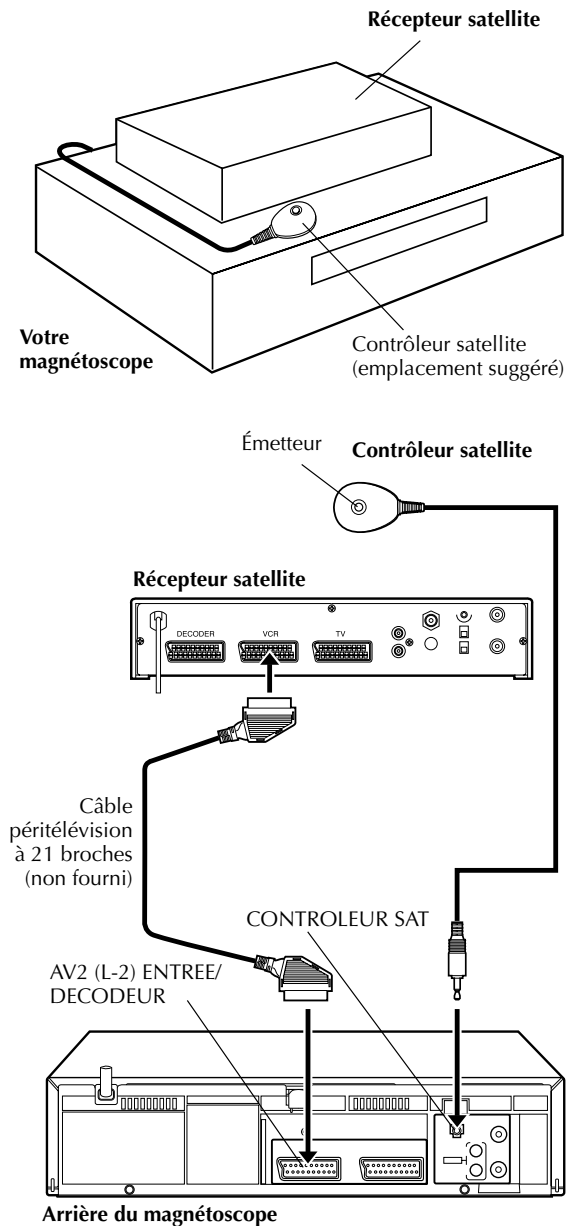 Récepteur satellite
Votre
magnétoscope
Contrôleur satellite
(emplacement suggéré)
Émetteur
Contrôleur satellite
Récepteur satellite
DECODER
VCR
TV
Câble
péritélévision
à 21 broches
(non fourni)
CONTROLEUR SAT
AV2 (L-2) ENTREE/
DECODEUR
Arrière du magnétoscope